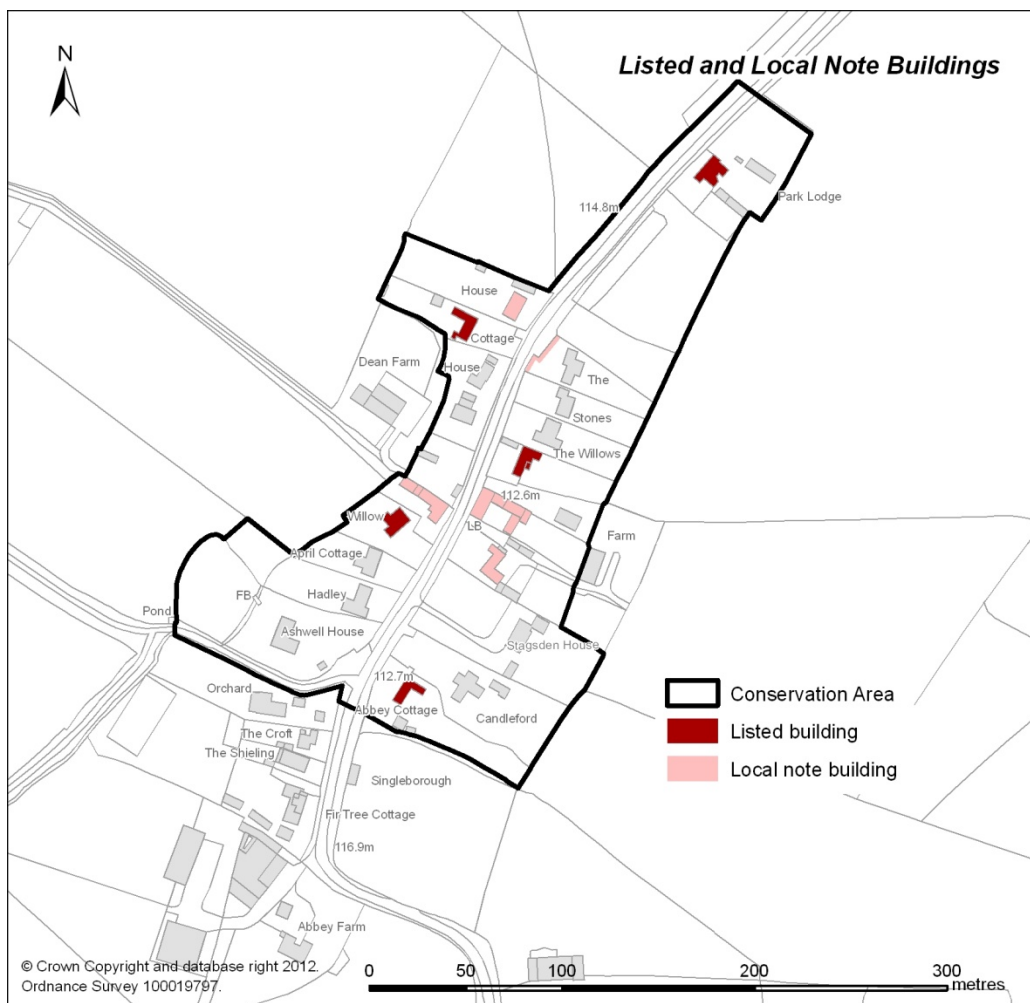 N
Listed and Local Note Buildings
Park Lodge
114.8m
House
Cottage
Dean Farm
House
The
Stones
The Willows
112.6m
Willow
LB
Farm
April Cottage
FB
Hadley
Pond
Ashwell House
Stagsden House
112.7m
Orchard
Abbey Cottage
Candleford
The Croft
The Shieling
Singleborough
Fir Tree Cottage
116.9m
Abbey Farm
Conservation Area
Listed building
Local note building
© Crown Copyright and database right 2012.
Ordnance Survey 100019797.
0 50 100 200 300
metres